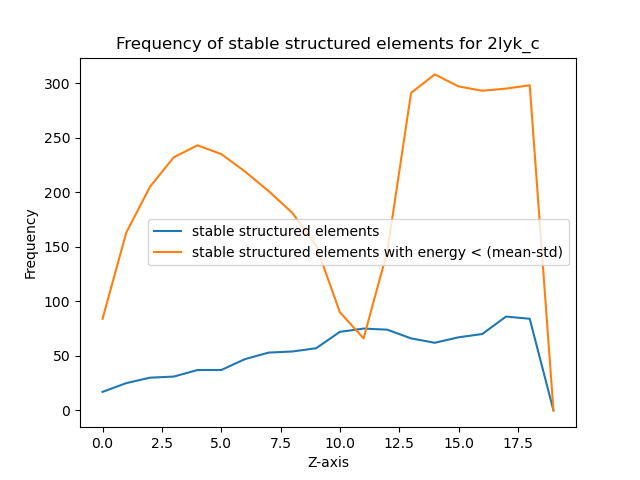 Frequency of stable structured elements for 2lyk_c
300
250
200
150
100
50
0
Frequency
stable structured elements
stable structured elements with energy < (mean-std)
0.0 2.5 5.0 7.5 10.0 12.5 15.0 17.5
Z-axis